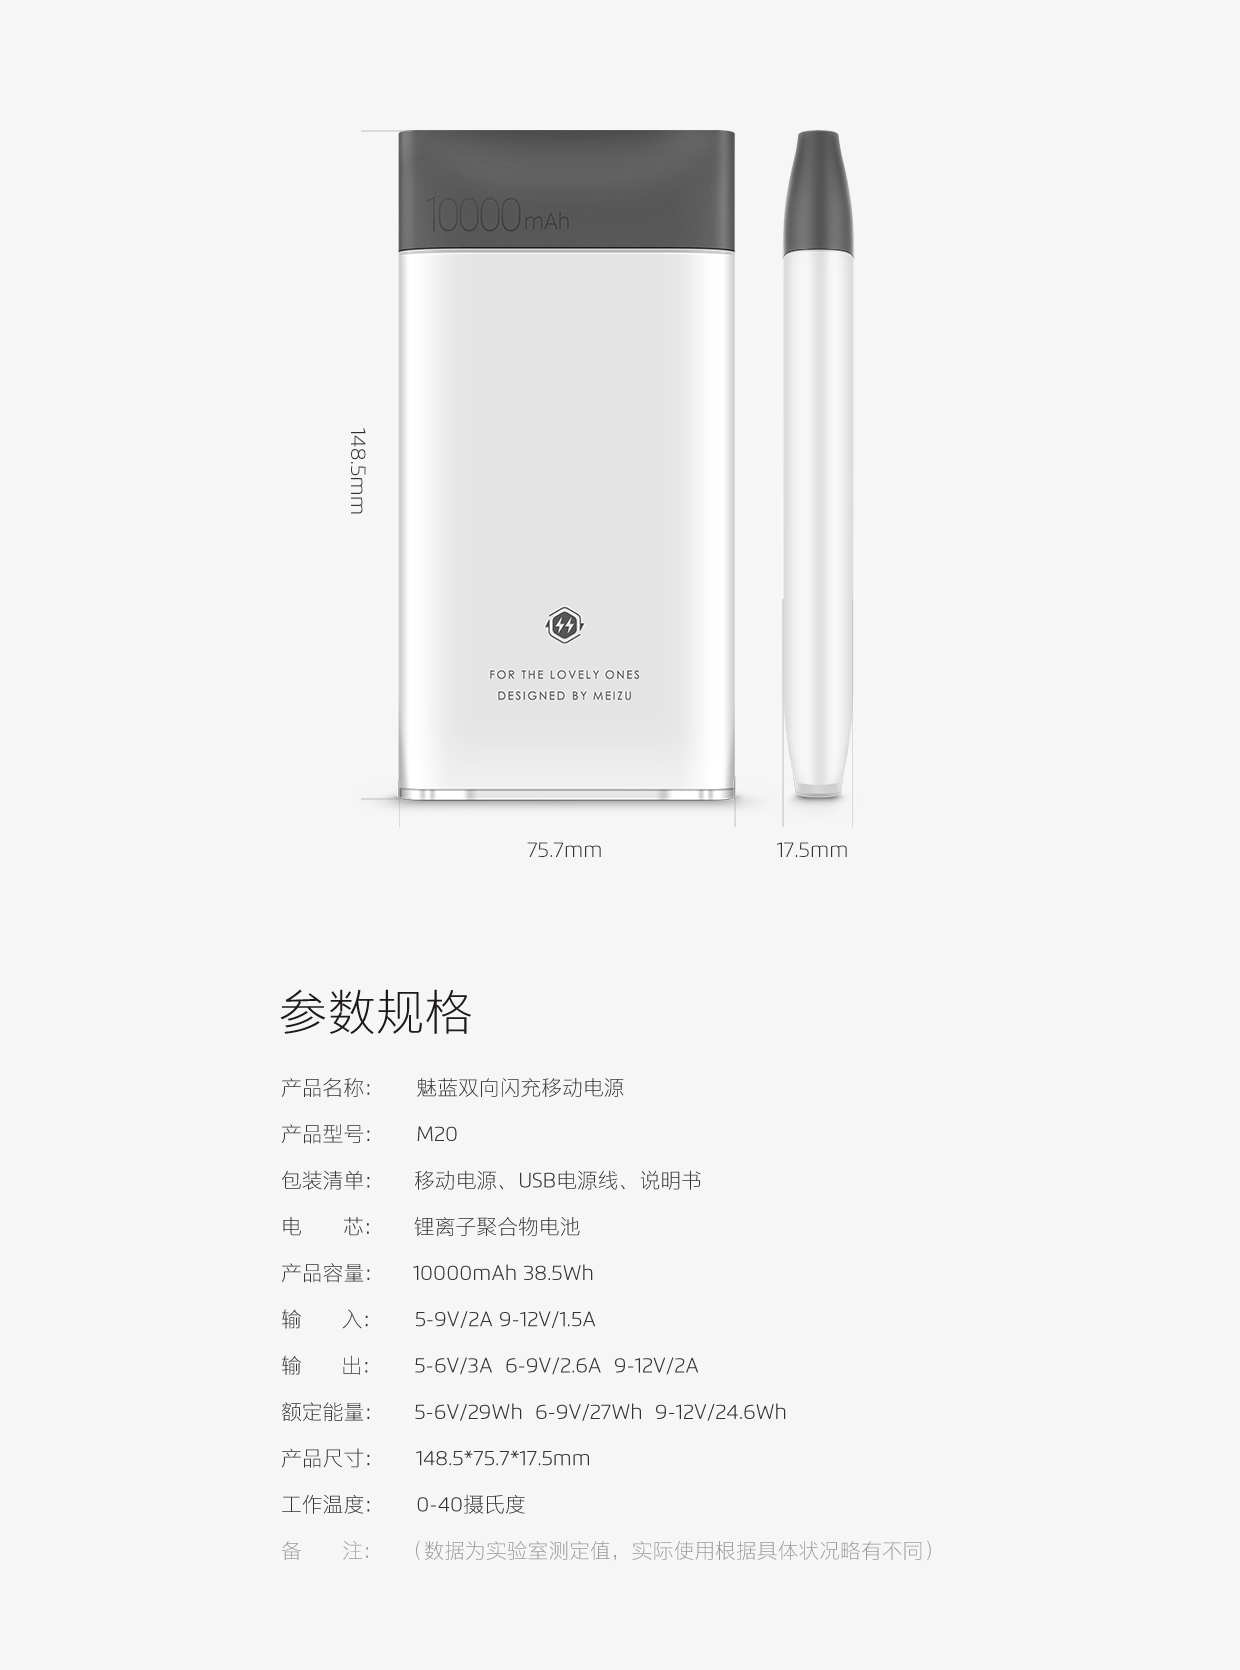 10000mAh
148.5mm
FOR THE LOVELY ONES
DESIGNED BY MEIZU
75.7mm
17.5mm
参数规格
产品名称： 魅蓝双向闪充移动电源
产品型号： M20
包装清单： 移动电源、USB电源线、说明书
电 芯： 锂离子聚合物电池
产品容量： 10000mAh 38.5Wh
输 入： 5-9V/2A 9-12V/1.5A
输 出： 5-6V/3A 6-9V/2.6A 9-12V/2A
额定能量： 5-6V/29Wh 6-9V/27Wh 9-12V/24.6Wh
产品尺寸： 148.5*75.7*17.5mm
工作温度： 0-40摄氏度
备 注： （数据为实验室测定值，实际使用根据具体状况略有不同）